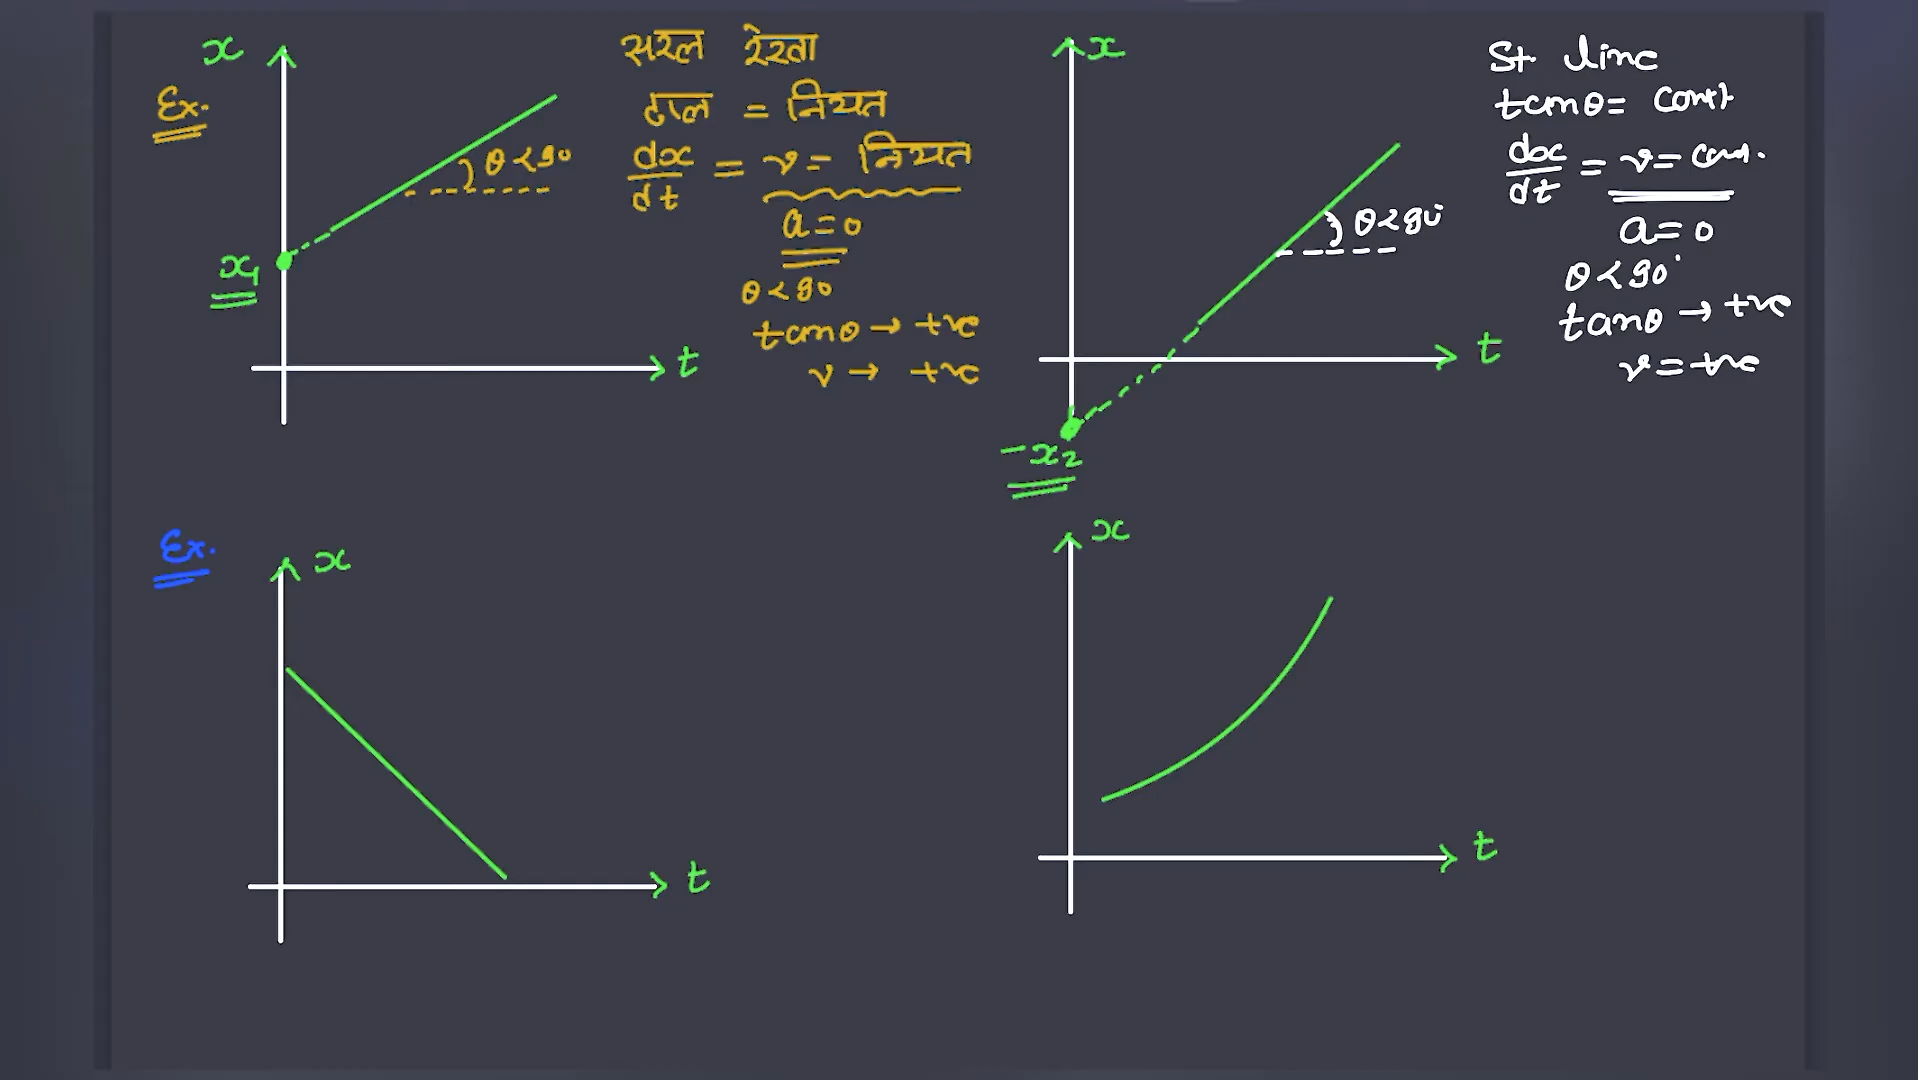 Ex.
x
x₁
t
θ<90
सरल रेखा
ढाल = नियत
dx/dt = v = नियत
a=0
θ<90
tanθ → +ve
v → +ve
x
t
-x₂
θ<90°
St. line
tanθ = const
dx/dt = v= const.
a=0
θ<90°
tanθ → +ve
v=+ve
Ex.
x
t
x
t